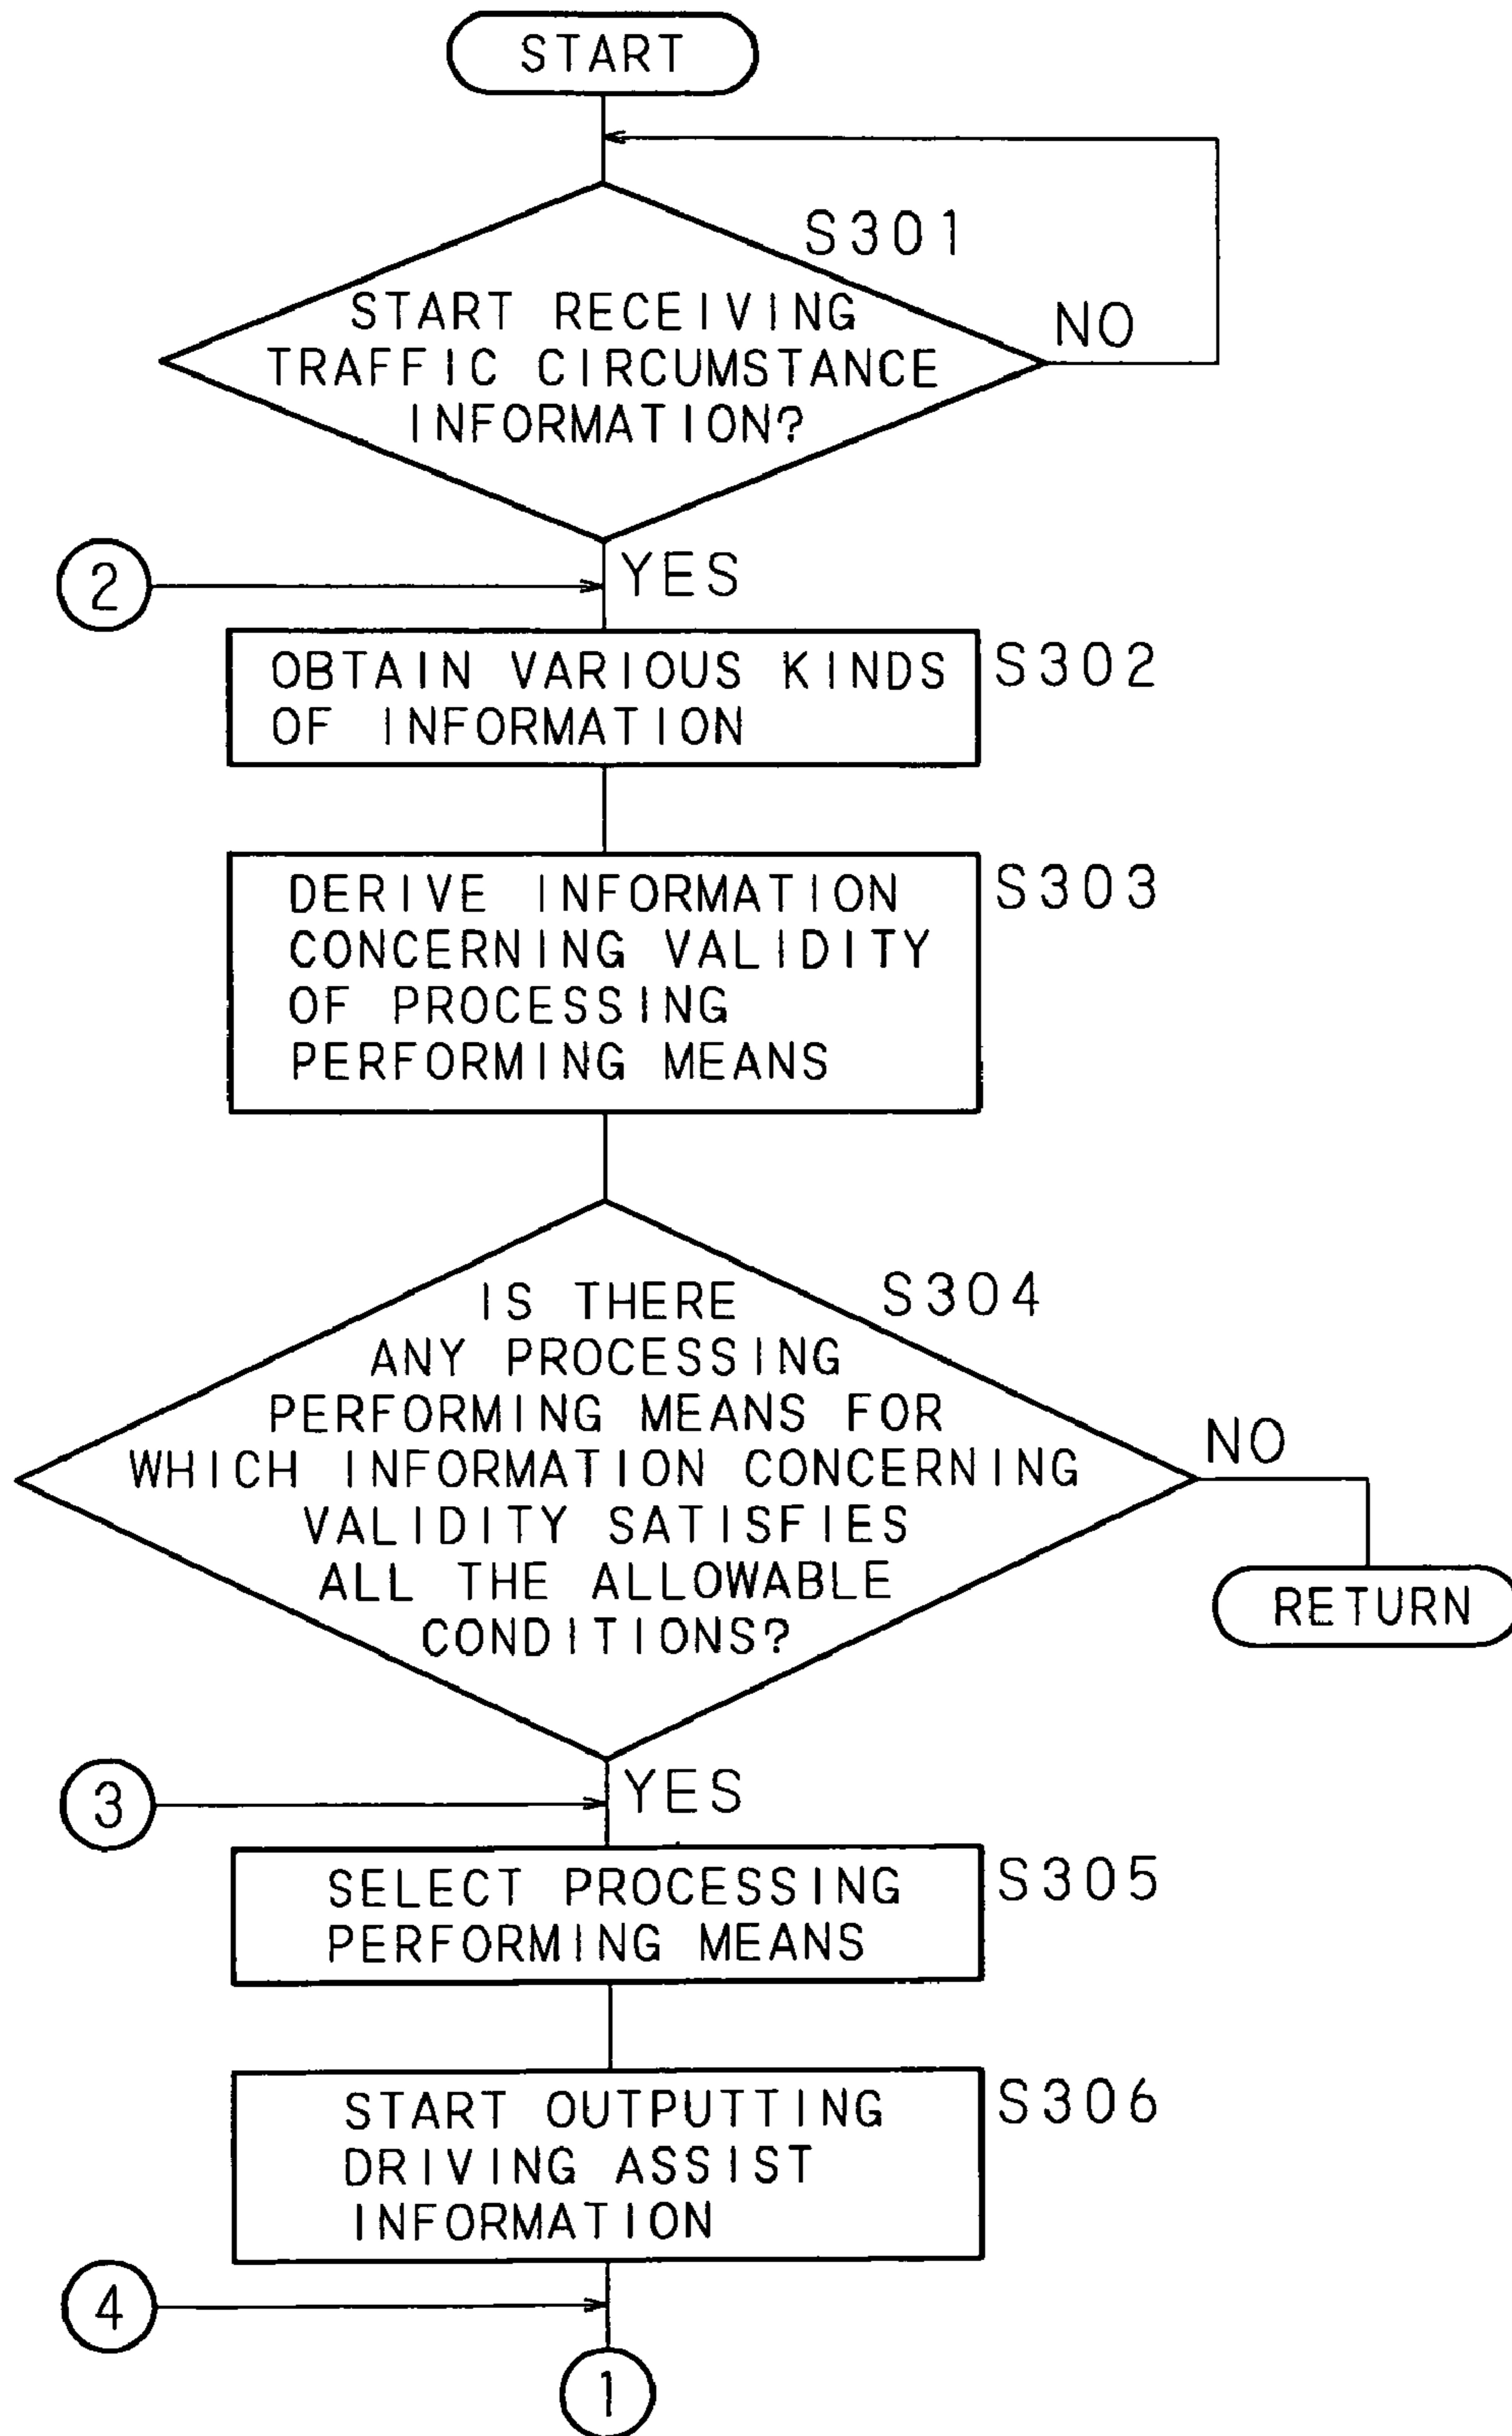 START
S301
START RECEIVING
TRAFFIC CIRCUMSTANCE
INFORMATION?
NO
2
YES
OBTAIN VARIOUS KINDS
OF INFORMATION
S302
DERIVE INFORMATION
CONCERNING VALIDITY
OF PROCESSING
PERFORMING MEANS
S303
IS THERE
ANY PROCESSING
PERFORMING MEANS FOR
WHICH INFORMATION CONCERNING
VALIDITY SATISFIES
ALL THE ALLOWABLE
CONDITIONS?
S304
NO
RETURN
3
YES
SELECT PROCESSING
PERFORMING MEANS
S305
START OUTPUTTING
DRIVING ASSIST
INFORMATION
S306
4
1